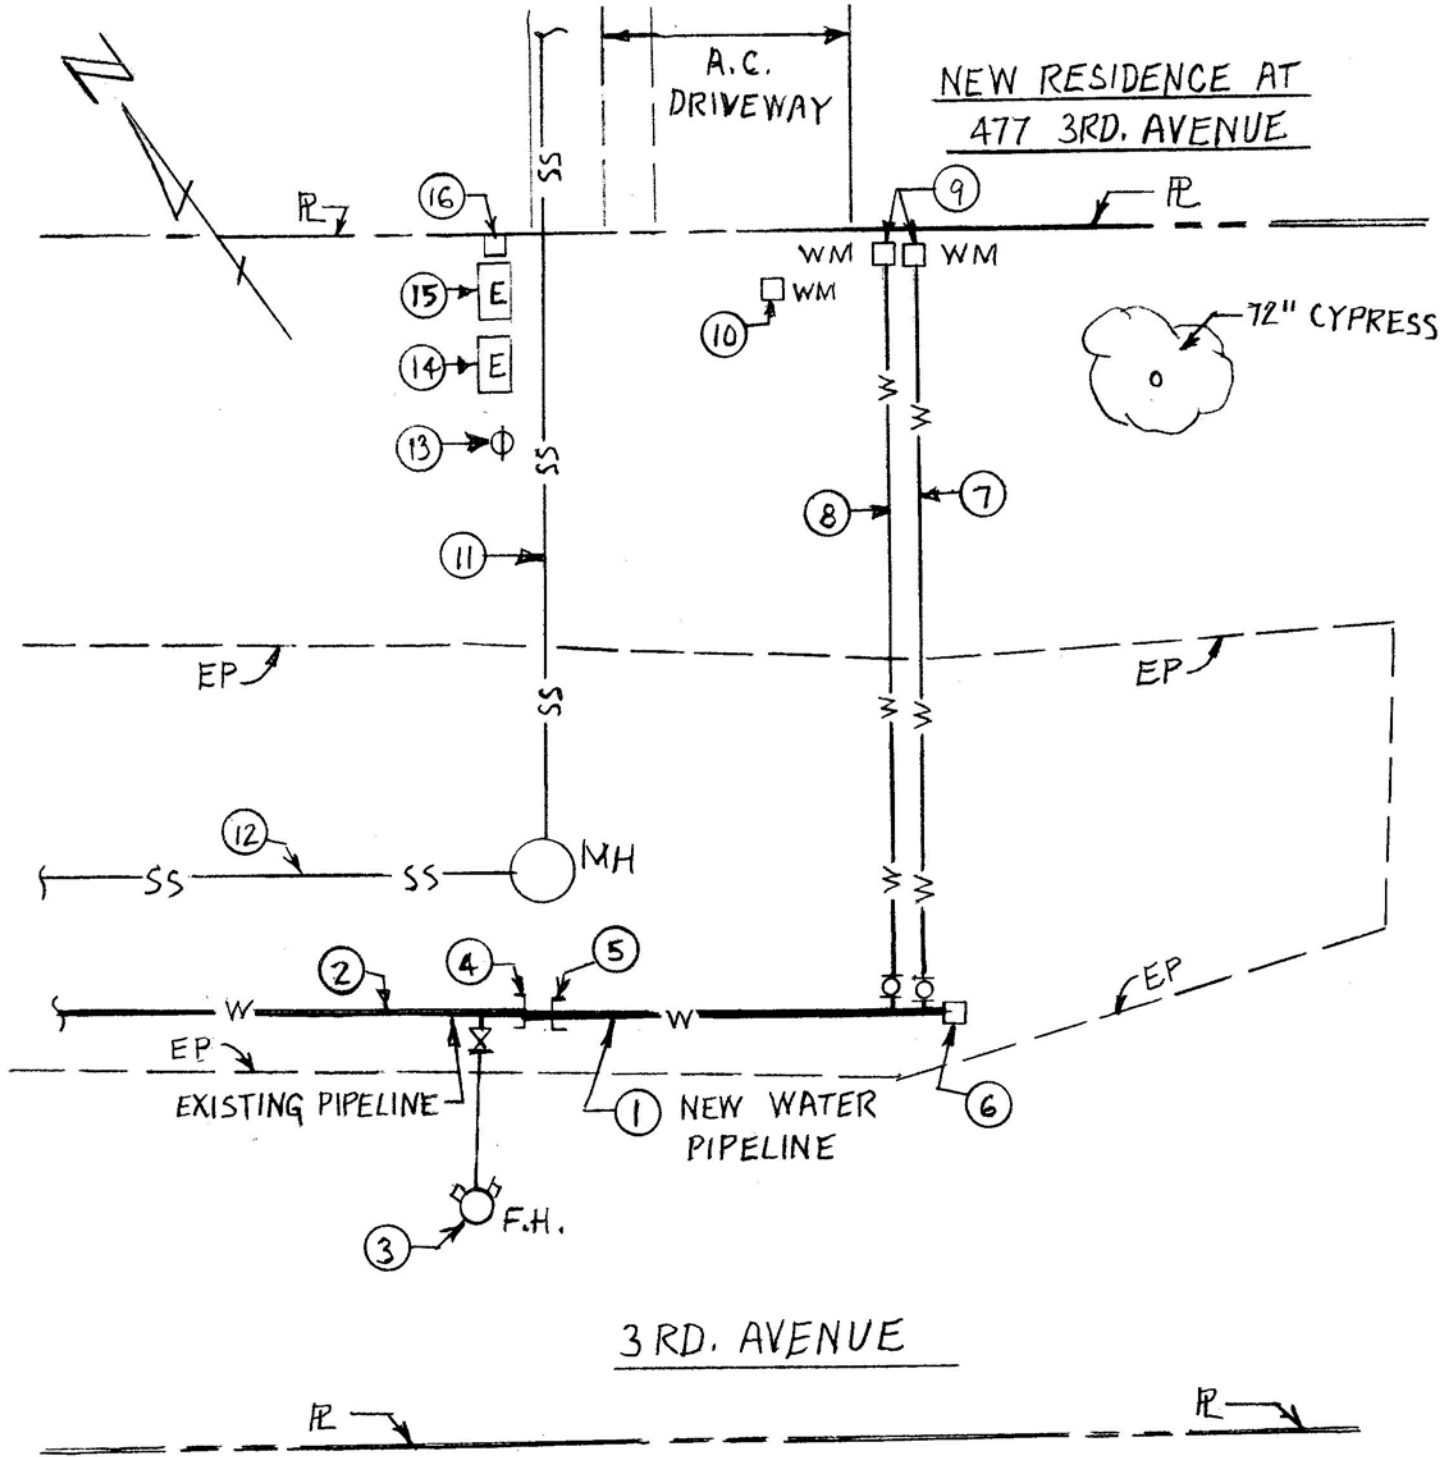 N
A.C.
DRIVEWAY
NEW RESIDENCE AT
477 3RD. AVENUE
SS
PL
16
9
PL
WM
WM
15
E
10
WM
72" CYPRESS
14
E
W
W
13
SS
8
7
11
EP
EP
SS
W
W
12
MH
SS
SS
W
W
2
4
5
EP
W
W
EP
EXISTING PIPELINE
1
NEW WATER
PIPELINE
6
3
F.H.
3RD. AVENUE
PL
PL